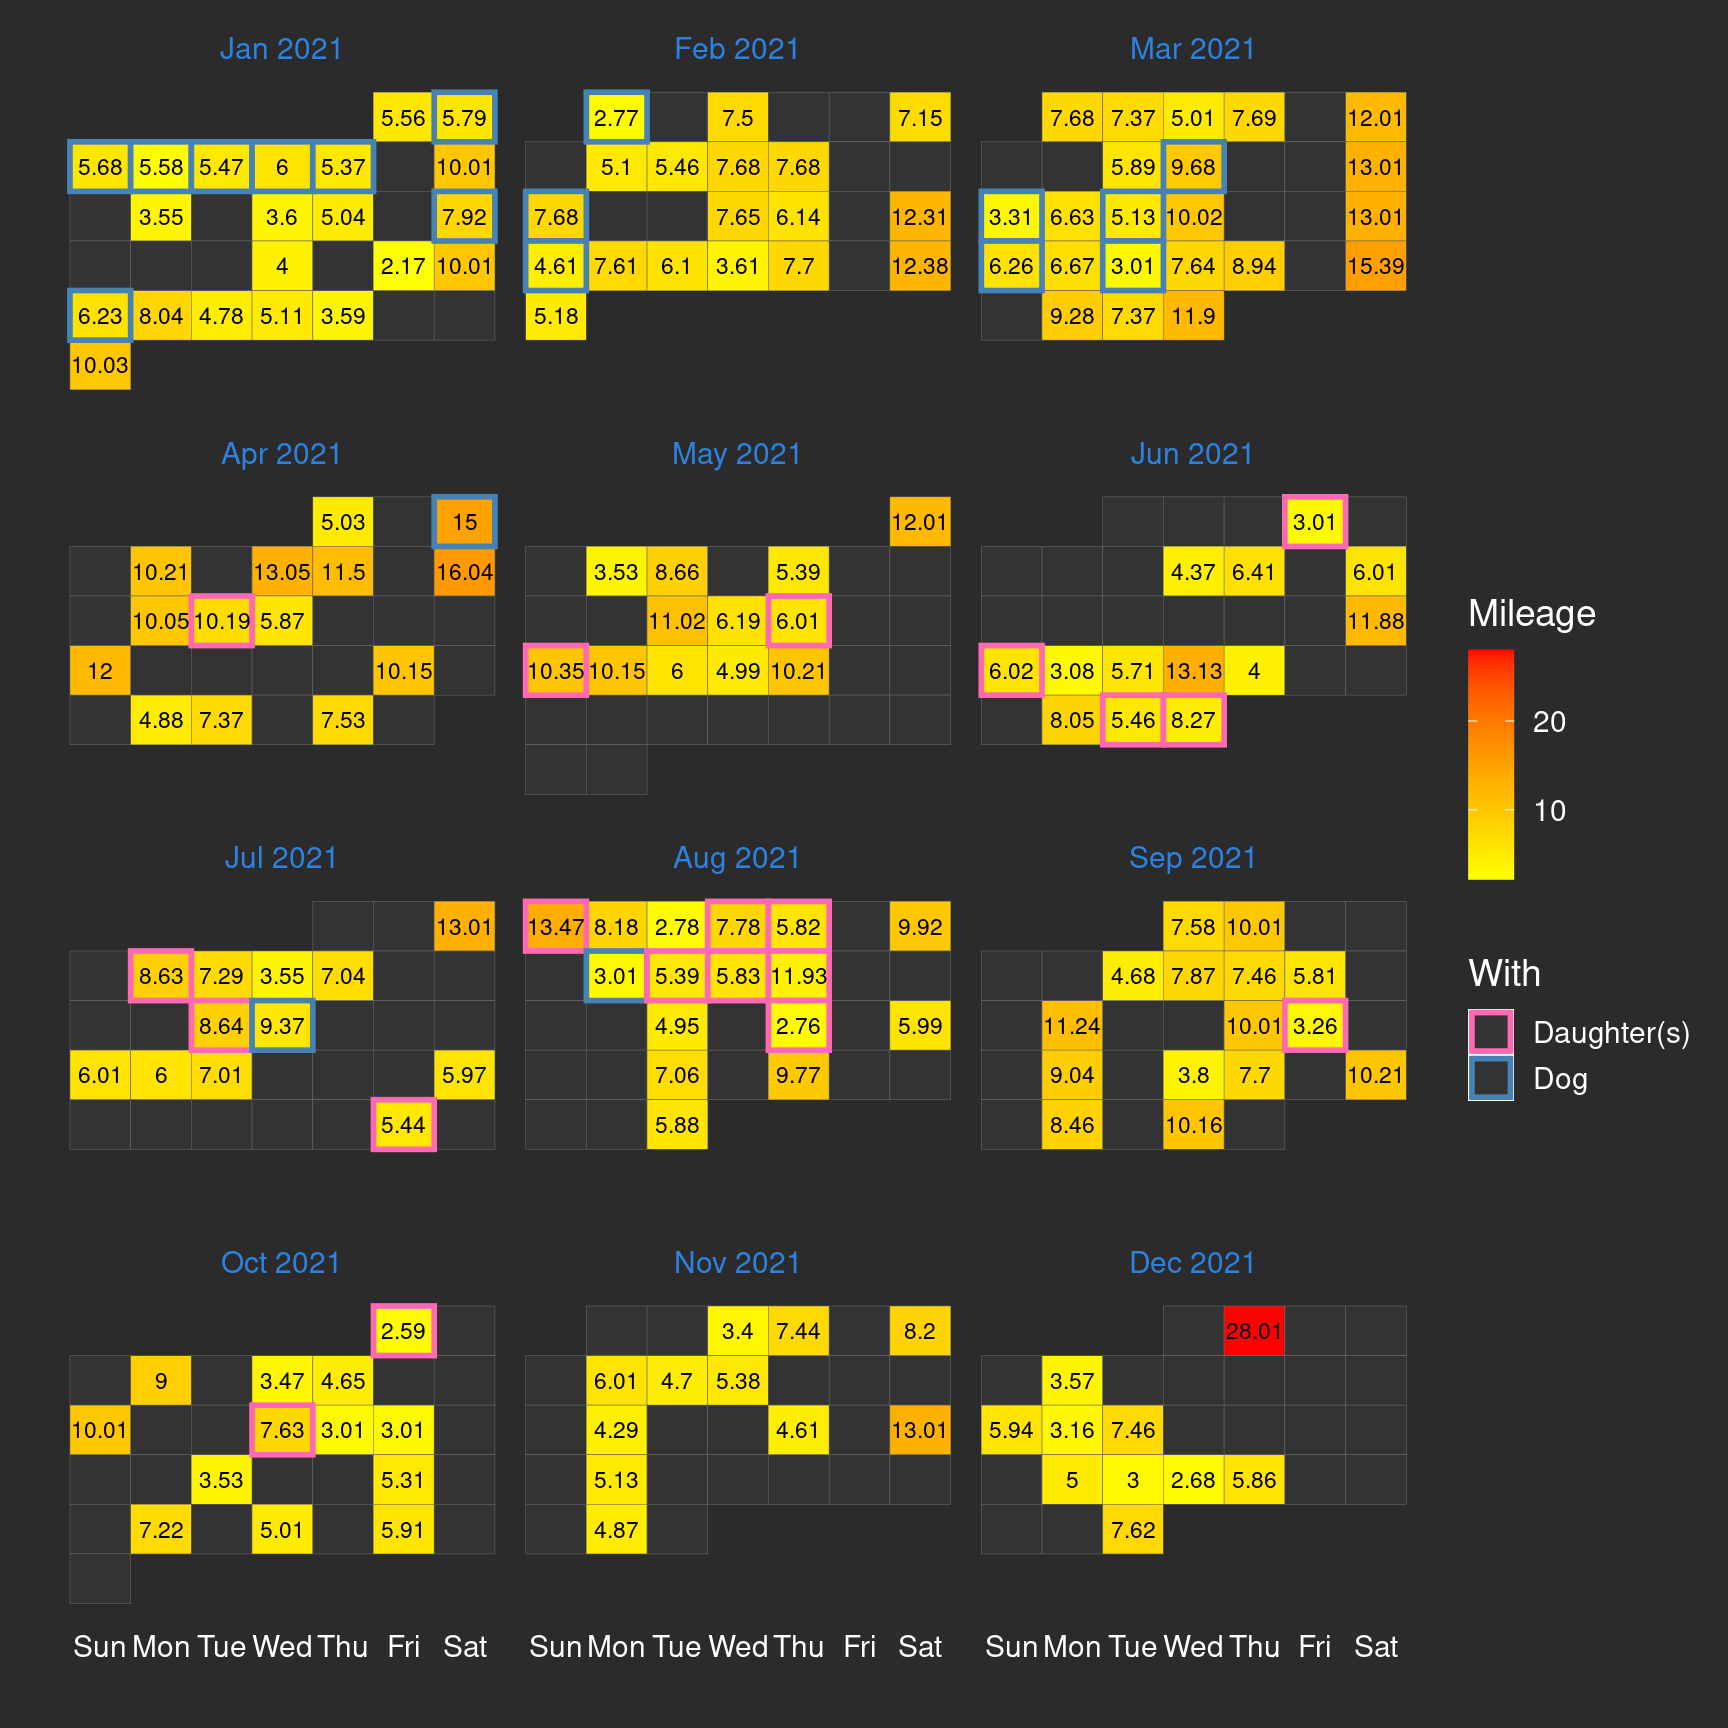 Jan 2021 Feb 2021 Mar 2021
5.56 5.79 2.77 7.5 7.15 7.68 7.37 5.01 7.69 12.01
5.68 5.58 5.47 6 5.37 10.01 5.1 5.46 7.68 7.68 5.89 9.68 13.01
3.55 3.6 5.04 7.92 7.68 7.65 6.14 12.31 3.31 6.63 5.13 10.02 13.01
4 2.17 10.01 4.61 7.61 6.1 3.61 7.7 12.38 6.26 6.67 3.01 7.64 8.94 15.39
6.23 8.04 4.78 5.11 3.59 5.18 9.28 7.37 11.9
10.03
Apr 2021 May 2021 Jun 2021
5.03 15 12.01 3.01
10.21 13.05 11.5 16.04 3.53 8.66 5.39 4.37 6.41 6.01
10.05 10.19 5.87 11.02 6.19 6.01 11.88
12 10.15 10.35 10.15 6 4.99 10.21 6.02 3.08 5.71 13.13 4
4.88 7.37 7.53 8.05 5.46 8.27
Jul 2021 Aug 2021 Sep 2021
13.01 13.47 8.18 2.78 7.78 5.82 9.92 7.58 10.01
8.63 7.29 3.55 7.04 3.01 5.39 5.83 11.93 4.68 7.87 7.46 5.81
8.64 9.37 4.95 2.76 5.99 11.24 10.01 3.26
6.01 6 7.01 5.97 7.06 9.77 9.04 3.8 7.7 10.21
5.44 5.88 8.46 10.16
Oct 2021 Nov 2021 Dec 2021
2.59 3.4 7.44 8.2 28.01
9 3.47 4.65 6.01 4.7 5.38 3.57
10.01 7.63 3.01 3.01 4.29 4.61 13.01 5.94 3.16 7.46
3.53 5.31 5.13 5 3 2.68 5.86
7.22 5.01 5.91 4.87 7.62
Sun Mon Tue Wed Thu Fri Sat Sun Mon Tue Wed Thu Fri Sat Sun Mon Tue Wed Thu Fri Sat
Mileage
20
10
With
Daughter(s)
Dog